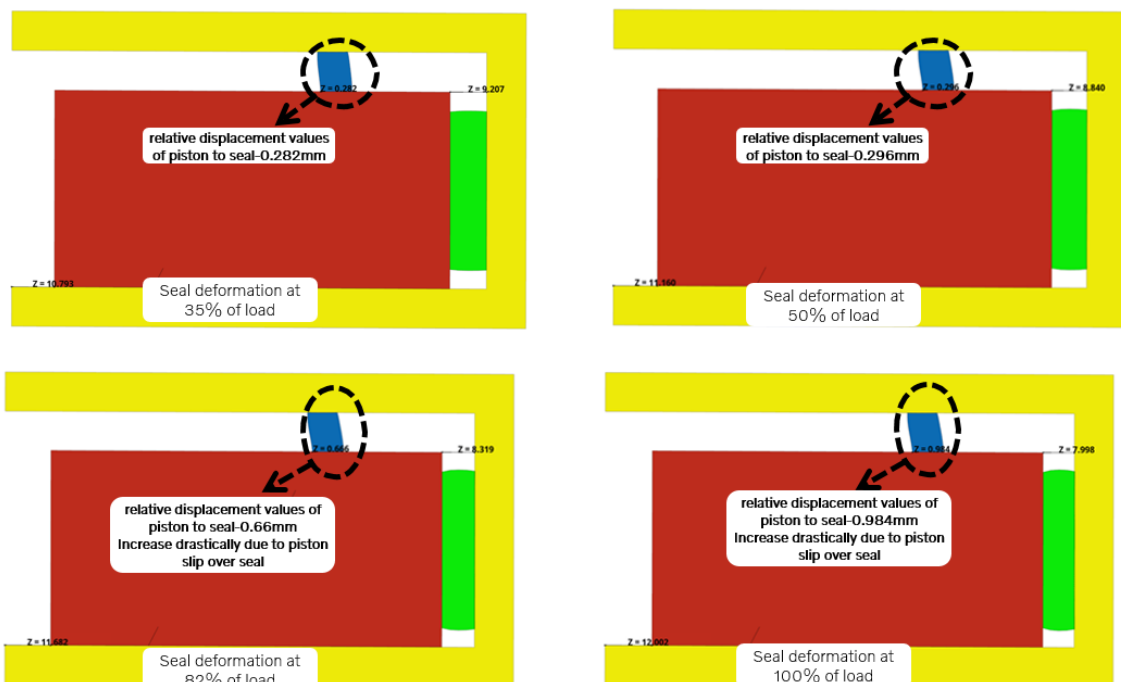 Z = 0.282
Z = 9.207
relative displacement values
of piston to seal-0.282mm
Z = 10.793
Seal deformation at
35% of load
Z = 0.296
Z = 8.840
relative displacement values
of piston to seal-0.296mm
Z = 11.160
Seal deformation at
50% of load
Z = 0.666
Z = 8.319
relative displacement values of
piston to seal-0.66mm
Increase drastically due to piston
slip over seal
Z = 11.682
Seal deformation at
82% of load
Z = 0.984
Z = 7.998
relative displacement values of
piston to seal-0.984mm
Increase drastically due to piston
slip over seal
Z = 12.002
Seal deformation at
100% of load